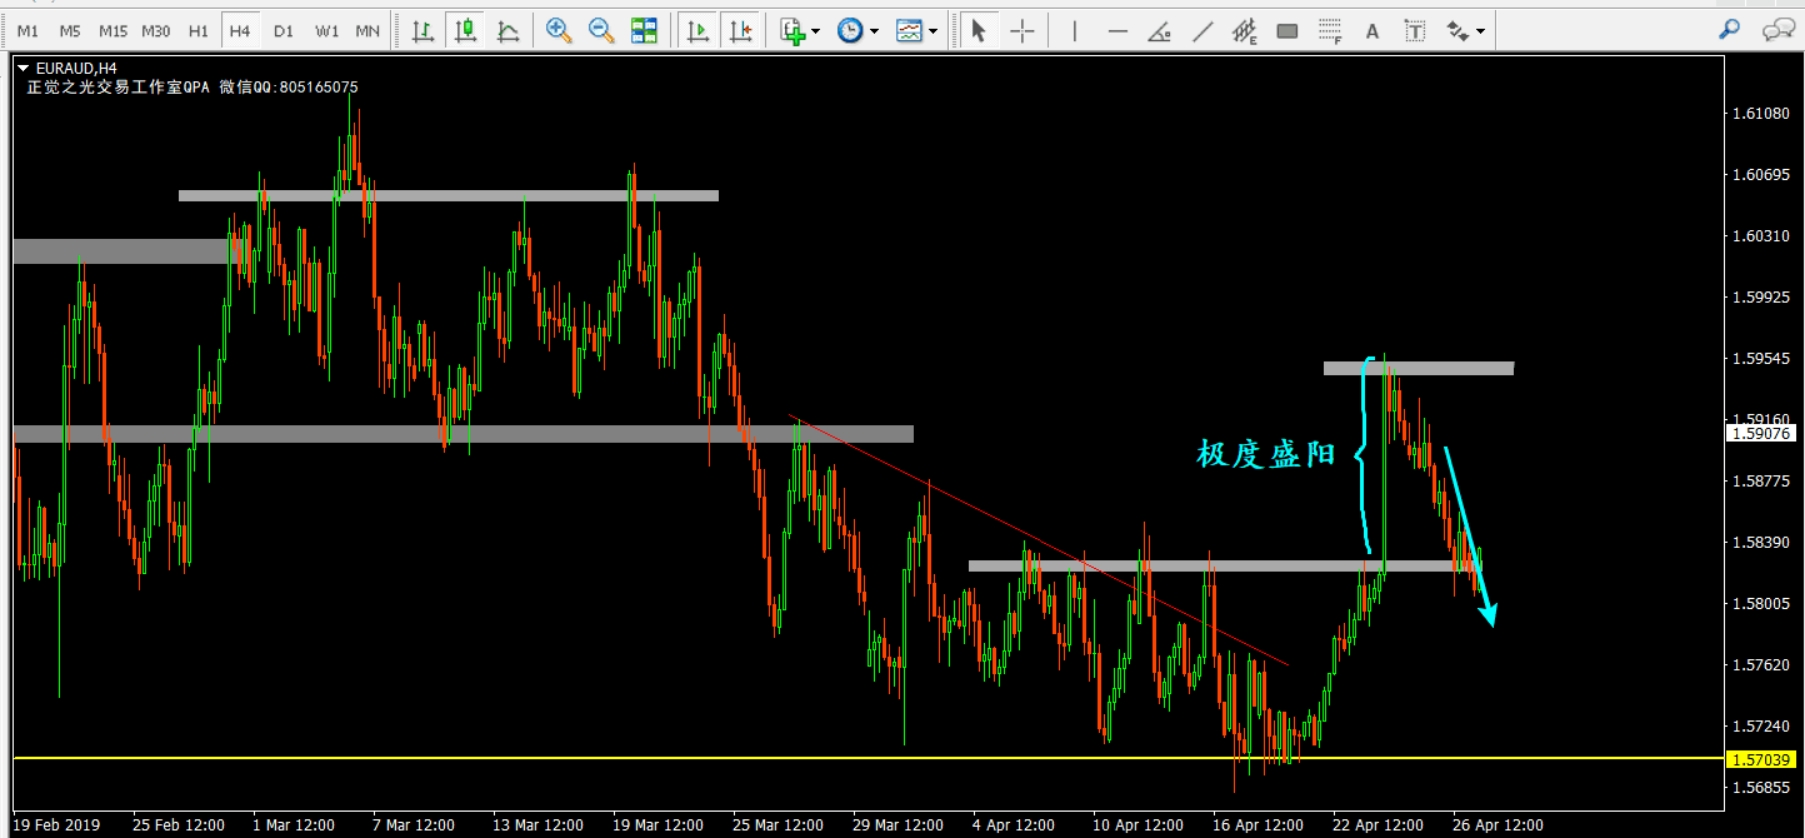 M1 M5 M15 M30 H1 H4 D1 W1 MN E F A T
EURAUD,H4
正觉之光交易工作室QPA 微信QQ:805165075
1.61080
1.60695
1.60310
1.59925
1.59545
1.59160
1.59076
极度盛阳
1.58775
1.58390
1.58005
1.57620
1.57240
1.57039
1.56855
19 Feb 2019 25 Feb 12:00 1 Mar 12:00 7 Mar 12:00 13 Mar 12:00 19 Mar 12:00 25 Mar 12:00 29 Mar 12:00 4 Apr 12:00 10 Apr 12:00 16 Apr 12:00 22 Apr 12:00 26 Apr 12:00